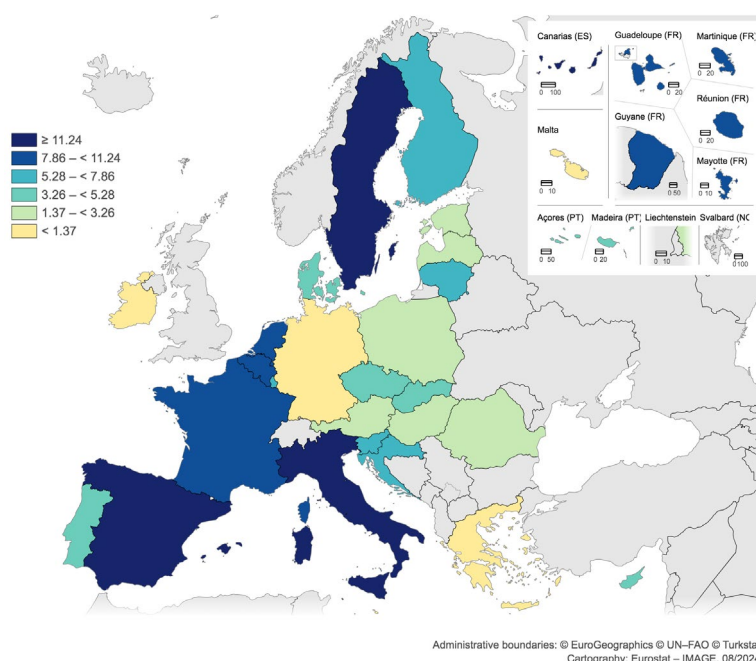 Canarias (ES)
0 100
Guadeloupe (FR)
0 20
Martinique (FR)
0 20
Malta
0 10
Guyane (FR)
0 50
Réunion (FR)
0 20
Mayotte (FR)
0 10
Açores (PT)
0 50
Madeira (PT)
0 20
Liechtenstein
0 10
Svalbard (NO
0 100
≥ 11.24
7.86 – < 11.24
5.28 – < 7.86
3.26 – < 5.28
1.37 – < 3.26
< 1.37
Administrative boundaries: © EuroGeographics © UN–FAO © Turksta
Cartography: Eurostat – IMAGE, 08/2024